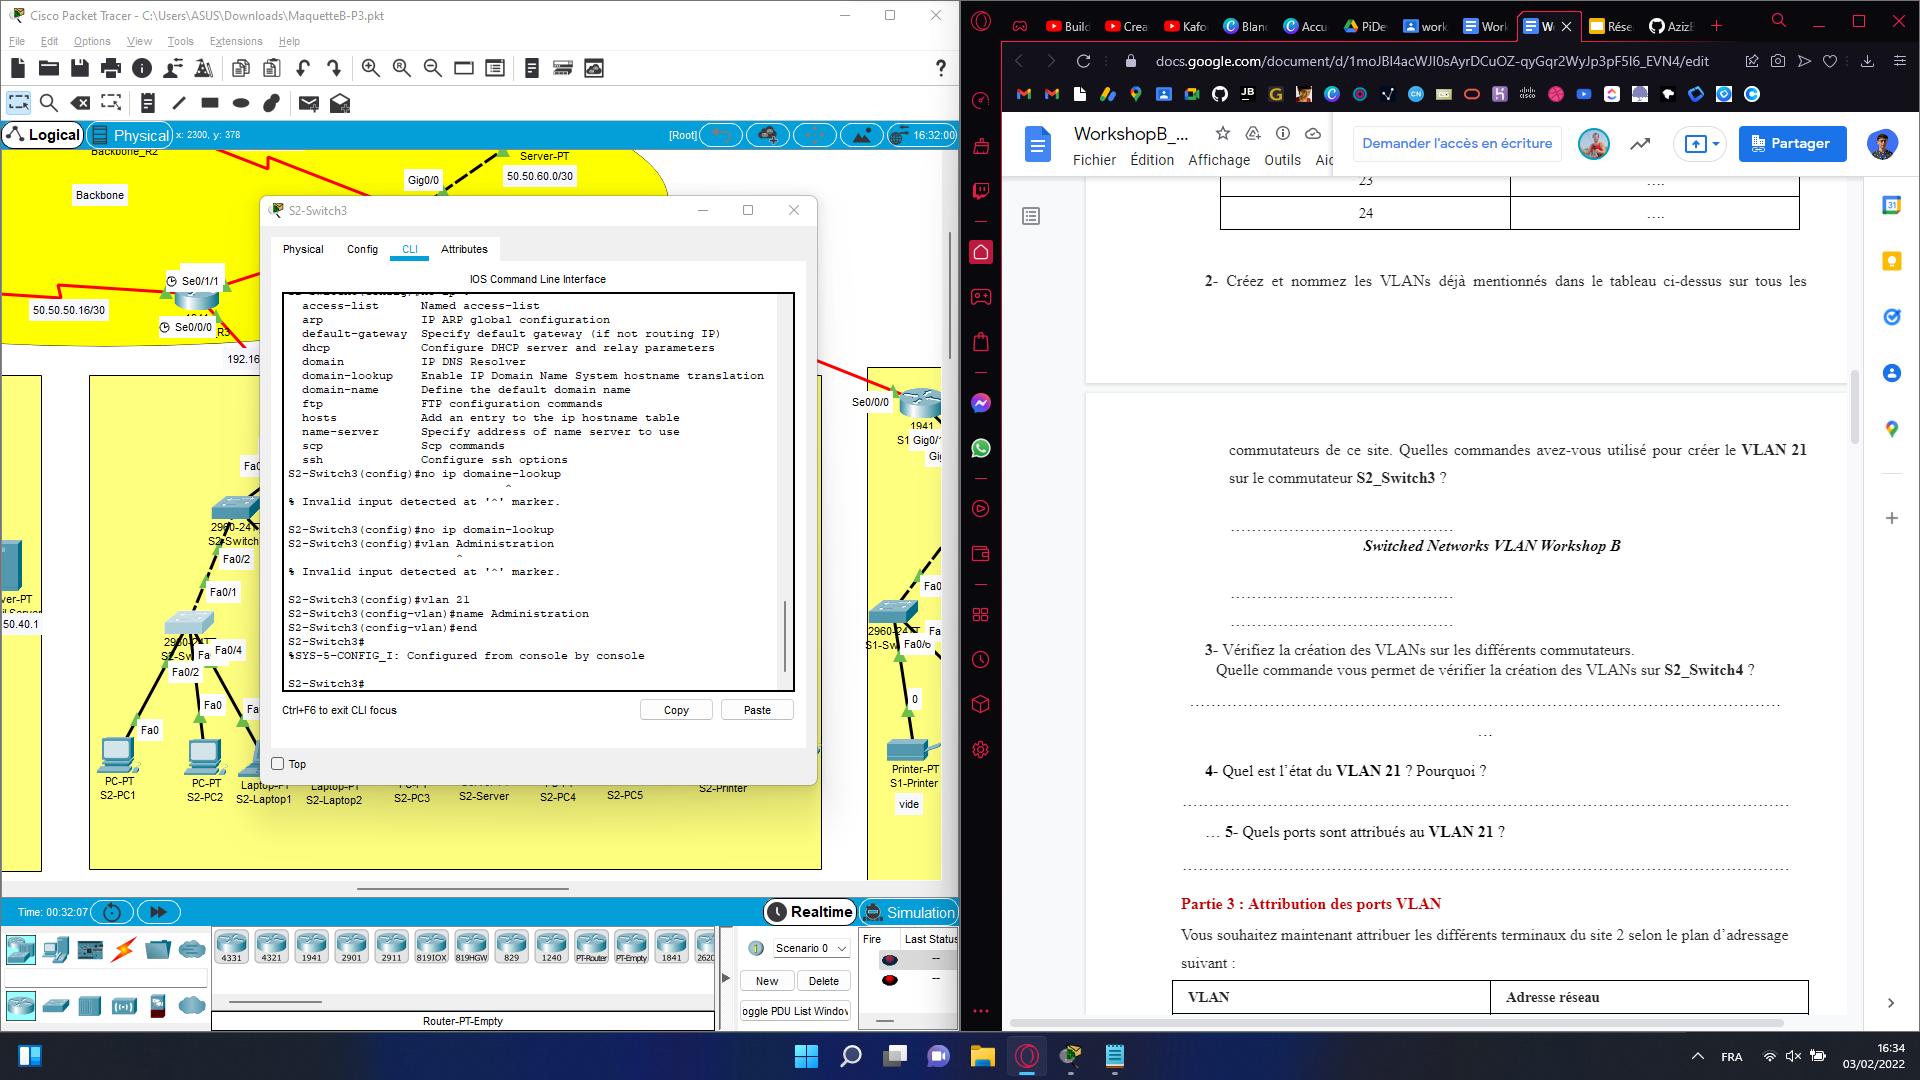 Cisco Packet Tracer - C:\Users\ASUS\Downloads\MaquetteB-P3.pkt
File Edit Options View Tools Extensions Help
Logical Physical x: 2300, y: 378 [Root] 16:32:00
Backbone_R2
Backbone
Server-PT
50.50.60.0/30
Gig0/0
Se0/1/1
50.50.50.16/30
1941
Se0/0/0
R3
192.16
S2-Switch3
Physical Config CLI Attributes
IOS Command Line Interface
access-list Named access-list
arp IP ARP global configuration
default-gateway Specify default gateway (if not routing IP)
dhcp Configure DHCP server and relay parameters
domain IP DNS Resolver
domain-lookup Enable IP Domain Name System hostname translation
domain-name Define the default domain name
ftp FTP configuration commands
hosts Add an entry to the ip hostname table
name-server Specify address of name server to use
scp Scp commands
ssh Configure ssh options
S2-Switch3(config)#no ip domaine-lookup
^
% Invalid input detected at '^' marker.
S2-Switch3(config)#no ip domain-lookup
S2-Switch3(config)#vlan Administration
^
% Invalid input detected at '^' marker.
S2-Switch3(config)#vlan 21
S2-Switch3(config-vlan)#name Administration
S2-Switch3(config-vlan)#end
S2-Switch3#
%SYS-5-CONFIG_I: Configured from console by console
S2-Switch3#
Ctrl+F6 to exit CLI focus
Copy Paste
Top
Fa0
2960-24T
S2-Switch
Fa0/2
Fa0/1
ver-PT
50.40.1
Fa0/4
Fa0/2
Fa0
Fa0
PC-PT
S2-PC1
PC-PT
S2-PC2
Laptop-PT
S2-Laptop1
Laptop-PT
S2-Laptop2
S2-PC3
S2-Server
S2-PC4
S2-PC5
S2-Printer
Se0/0/0
1941
S1 Gig0/
Gi
Fa0
2960-24TT
S1-Sw
Fa0/6
0
Printer-PT
S1-Printer
vide
Time: 00:32:07
Realtime Simulation
4331 4321 1941 2901 2911 819IOX 819HGW 829 1240 PT-Router PT-Empty 1841 2620
Router-PT-Empty
Scenario 0
New Delete
oggle PDU List Window
Fire Last Status
--
--
Build Crea Kafo Blan Accu PiDe work Work W Rése AzizB
docs.google.com/document/d/1moJBI4acWJI0sAyrDCuOZ-qyGqr2WyJp3pF5I6_EVN4/edit
WorkshopB_...
Fichier Édition Affichage Outils Aid
Demander l'accès en écriture
Partager
23 ….
24 ….
2- Créez et nommez les VLANs déjà mentionnés dans le tableau ci-dessus sur tous les
commutateurs de ce site. Quelles commandes avez-vous utilisé pour créer le VLAN 21
sur le commutateur S2_Switch3 ?
Switched Networks VLAN Workshop B
3- Vérifiez la création des VLANs sur les différents commutateurs.
Quelle commande vous permet de vérifier la création des VLANs sur S2_Switch4 ?
…
4- Quel est l’état du VLAN 21 ? Pourquoi ?
… 5- Quels ports sont attribués au VLAN 21 ?
Partie 3 : Attribution des ports VLAN
Vous souhaitez maintenant attribuer les différents terminaux du site 2 selon le plan d’adressage
suivant :
VLAN Adresse réseau
FRA
16:34
03/02/2022